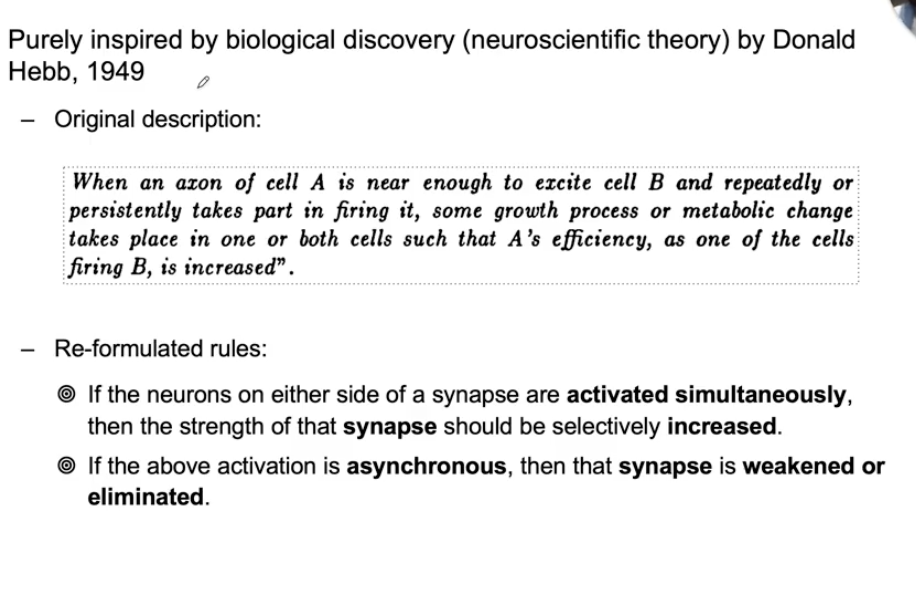 Purely inspired by biological discovery (neuroscientific theory) by Donald
Hebb, 1949
– Original description:
When an axon of cell A is near enough to excite cell B and repeatedly or
persistently takes part in firing it, some growth process or metabolic change
takes place in one or both cells such that A's efficiency, as one of the cells
firing B, is increased".
– Re-formulated rules:
◎ If the neurons on either side of a synapse are activated simultaneously,
then the strength of that synapse should be selectively increased.
◎ If the above activation is asynchronous, then that synapse is weakened or
eliminated.